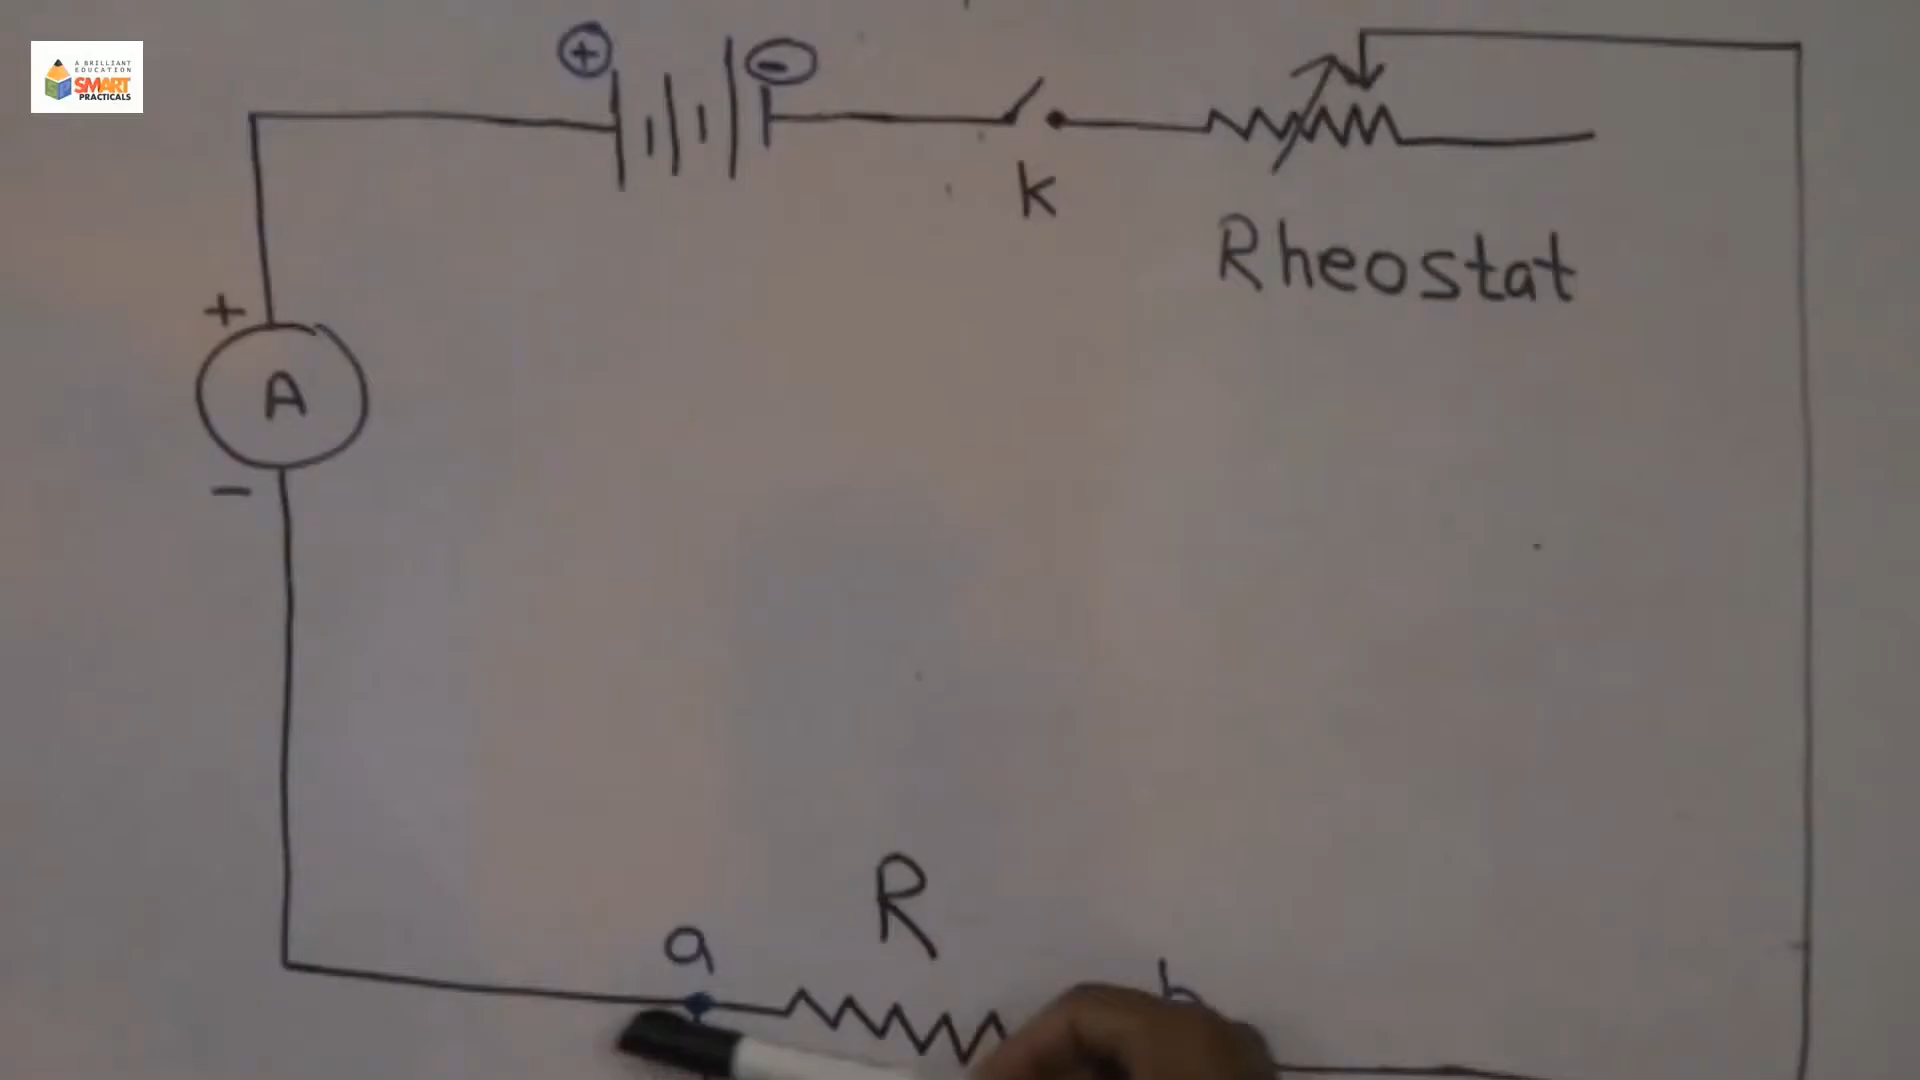 A BRILLIANT
EDUCATION
SMART
PRACTICALS
+
-
K
Rheostat
+
A
-
R
a
b